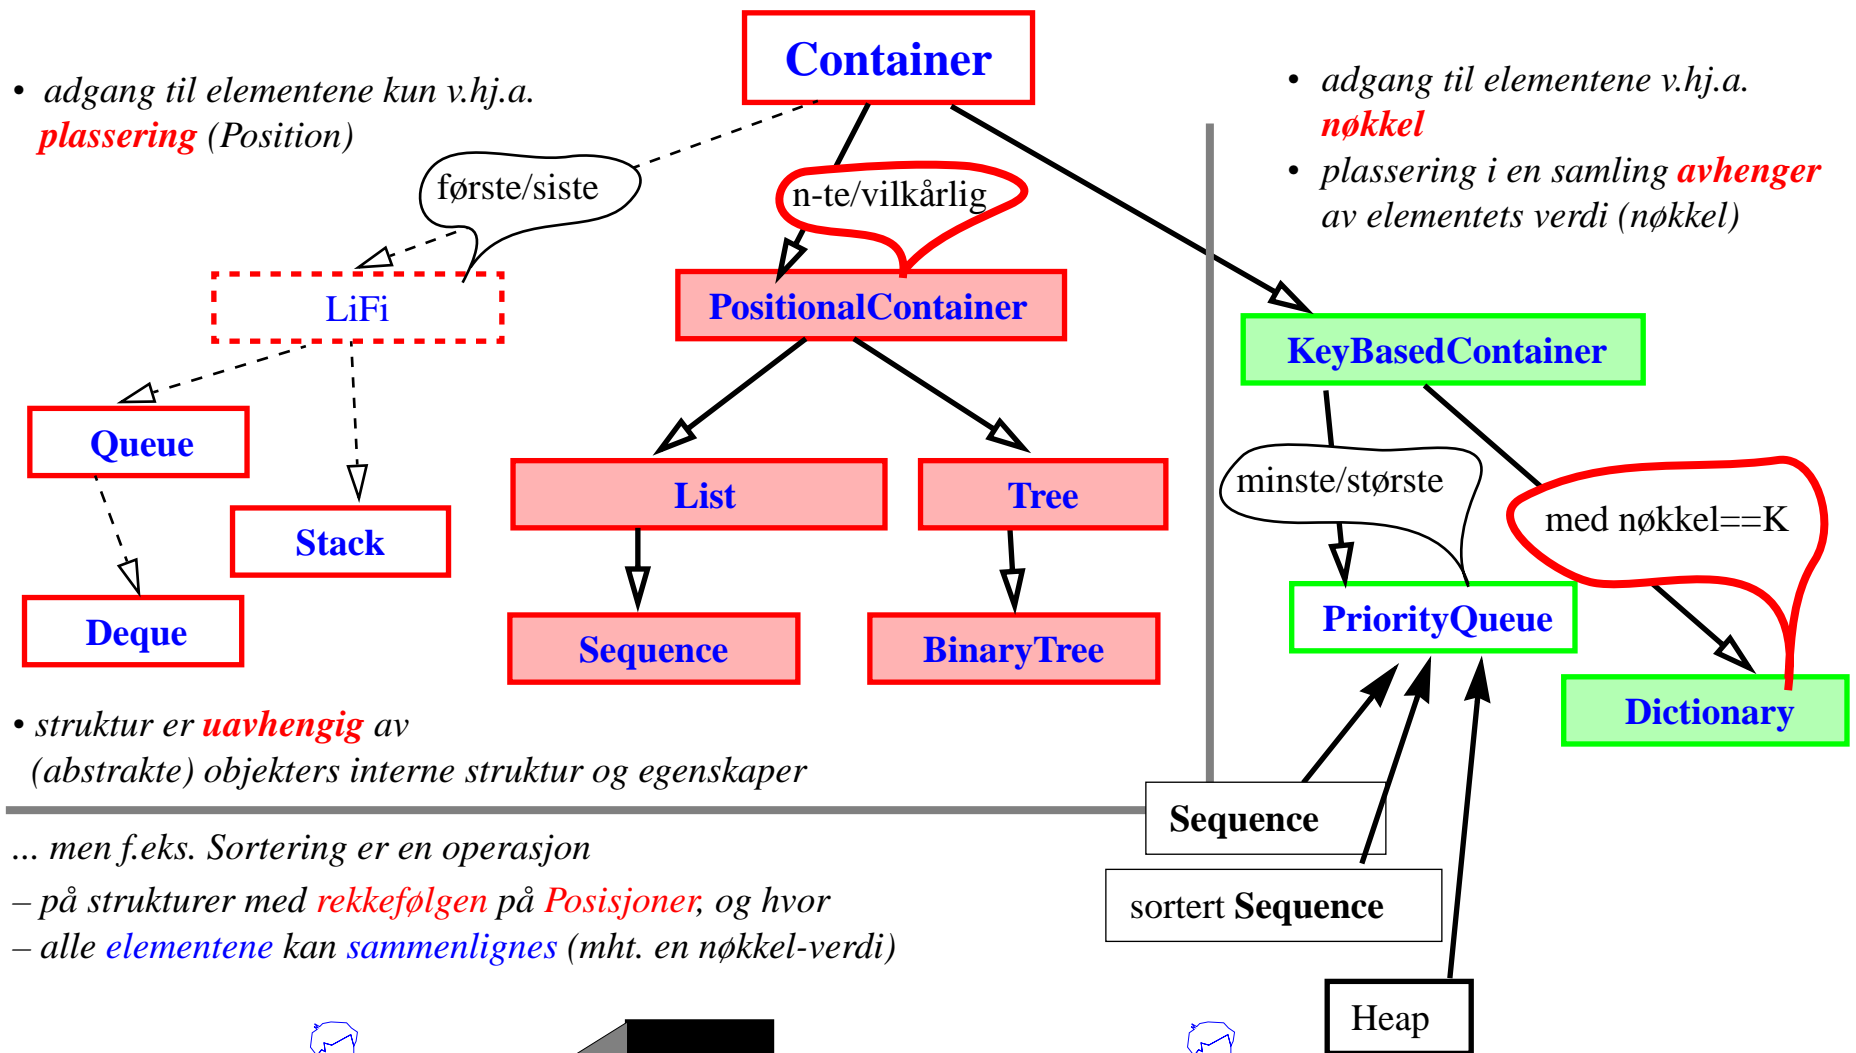 Container
• adgang til elementene kun v.hj.a.
plassering (Position)
• adgang til elementene v.hj.a.
nøkkel
• plassering i en samling avhenger
av elementets verdi (nøkkel)
første/siste
n-te/vilkårlig
LiFi
PositionalContainer
KeyBasedContainer
Queue
Stack
Deque
List
Tree
Sequence
BinaryTree
minste/største
med nøkkel==K
PriorityQueue
Dictionary
• struktur er uavhengig av
(abstrakte) objekters interne struktur og egenskaper
Sequence
sortert Sequence
Heap
... men f.eks. Sortering er en operasjon
– på strukturer med rekkefølgen på Posisjoner, og hvor
– alle elementene kan sammenlignes (mht. en nøkkel-verdi)